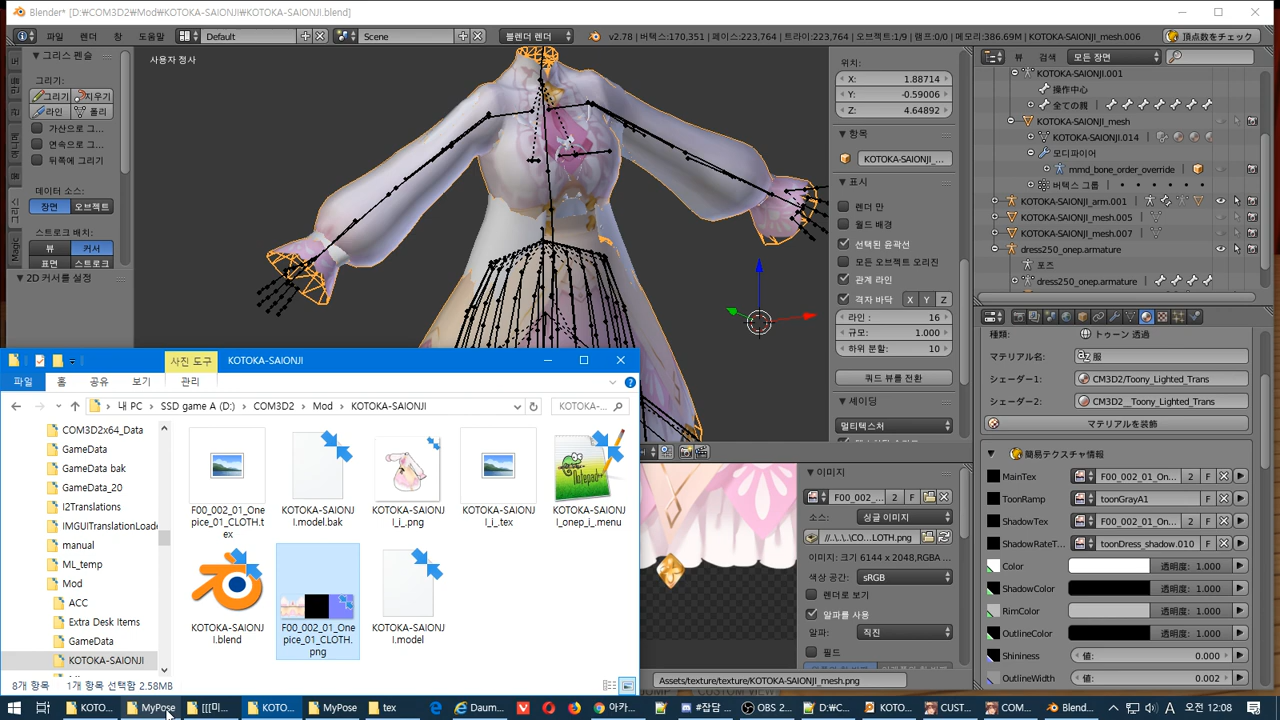 Blender* [D:\COM3D2\Mod\KOTOKA-SAIONJI\KOTOKA-SAIONJI.blend]
파일 렌더 창 도움말 Default Scene 블렌더 렌더 v2.78 | 버텍스:170,351 | 페이스:223,764 | 트라이:223,764 | 오브젝트:1/9 | 램프:0/0 | 메모리:386.69M | KOTOKA-SAIONJI_mesh.006 頂点数をチェック
그리스 펜슬
그리기:
그리기 지우기
라인 폴리
가산으로 그...
연속으로 그...
뒤쪽에 그리기
데이터 소스:
장면 오브젝트
스트로크 배치:
뷰 커서
표면 스트로크
2D 커서를 설정
Magic
사용자 정사
위치:
X: 1.88714
Y: -0.59006
Z: 4.64892
항목
KOTOKA-SAIONJI_...
표시
렌더 만
월드 배경
선택된 윤곽선
모든 오브젝트 오리진
관계 라인
격자 바닥 X Y Z
라인 : 16
규모: 1.000
하위 분할: 10
쿼드 뷰를 전환
셰이딩
멀티텍스처
뷰 검색 모든 장면
KOTOKA-SAIONJI.001
操作中心
全ての親
KOTOKA-SAIONJI_mesh
KOTOKA-SAIONJI.014
모디파이어
mmd_bone_order_override
버텍스 그룹
KOTOKA-SAIONJI_arm.001
KOTOKA-SAIONJI_mesh.005
KOTOKA-SAIONJI_mesh.007
dress250_onep.armature
포즈
dress250_onep.armature
種類: トゥーン 透過
マテリアル名: 服
シェーダー1: CM3D2/Toony_Lighted_Trans
シェーダー2: CM3D2__Toony_Lighted_Trans
マテリアルを装飾
簡易テクスチャ情報
MainTex F00_002_01_On... 2 F
ToonRamp toonGrayA1 F
ShadowTex F00_002_01_On... 2 F
ShadowRateT... toonDress_shadow.010 F
Color 透明度: 1.000
ShadowColor 透明度: 1.000
RimColor 透明度: 1.000
OutlineColor 透明度: 1.000
Shininess 値: 0.000
OutlineWidth 値: 0.002
이미지
F00_002_... 2 F
소스: 싱글 이미지
//..\..\..\CO...LOTH.png
이미지: 크기 6144 x 2048,RGBA ...
색상 공간: sRGB
렌더로 보기
알파를 사용
알파: 직진
필드
Assets/texture/texture/KOTOKA-SAIONJI_mesh.png
사진 도구 KOTOKA-SAIONJI
파일 홈 공유 보기 관리
내 PC SSD game A (D:) COM3D2 Mod KOTOKA-SAIONJI KOTOKA-...
COM3D2x64_Data
GameData
GameData bak
GameData_20
I2Translations
IMGUITranslationLoade
manual
ML_temp
Mod
ACC
Extra Desk Items
GameData
KOTOKA-SAIONJI
F00_002_01_Onepice_01_CLOTH.tex
KOTOKA-SAIONJI.model.bak
KOTOKA-SAIONJI_i_.png
KOTOKA-SAIONJI_i_.tex
KOTOKA-SAIONJI_onep_i_.menu
KOTOKA-SAIONJI.blend
F00_002_01_Onepice_01_CLOTH.png
KOTOKA-SAIONJI.model
8개 항목 1개 항목 선택함 2.58MB
KOTO... MyPose [[[미... KOTO... MyPose tex Daum... 아카... #잡담 ... OBS 2... D:\C... KOTO... CUST... COM... Blend... A 오전 12:08